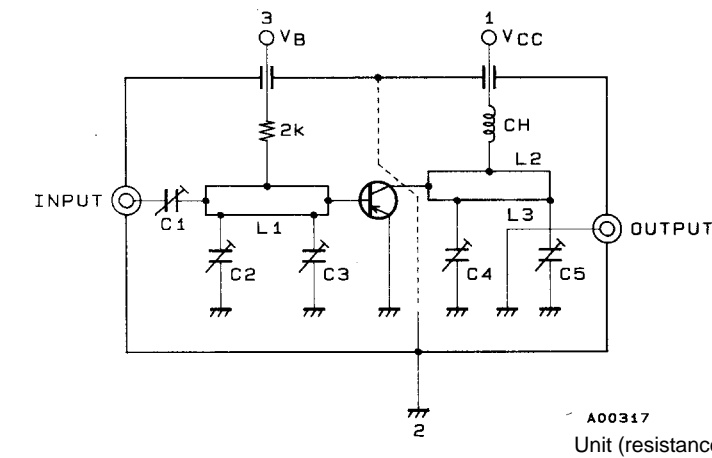 3
VB
1
VCC
2k
CH
L2
INPUT
C1
L1
L3
OUTPUT
C2
C3
C4
C5
2
A00317
Unit (resistance